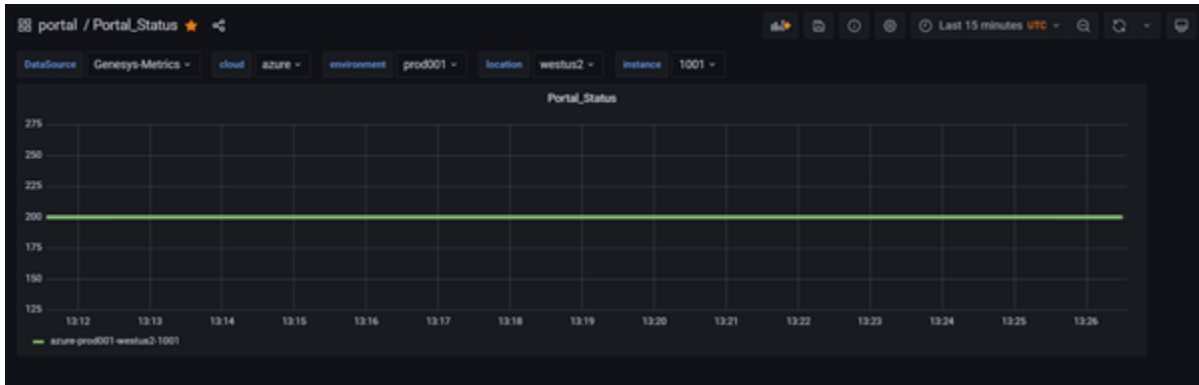 portal / Portal_Status
Last 15 minutes UTC
DataSource Genesys-Metrics cloud azure environment prod001 location westus2 instance 1001
Portal_Status
275
250
225
200
175
150
125
13:12 13:13 13:14 13:15 13:16 13:17 13:18 13:19 13:20 13:21 13:22 13:23 13:24 13:25 13:26
azure-prod001-westus2-1001